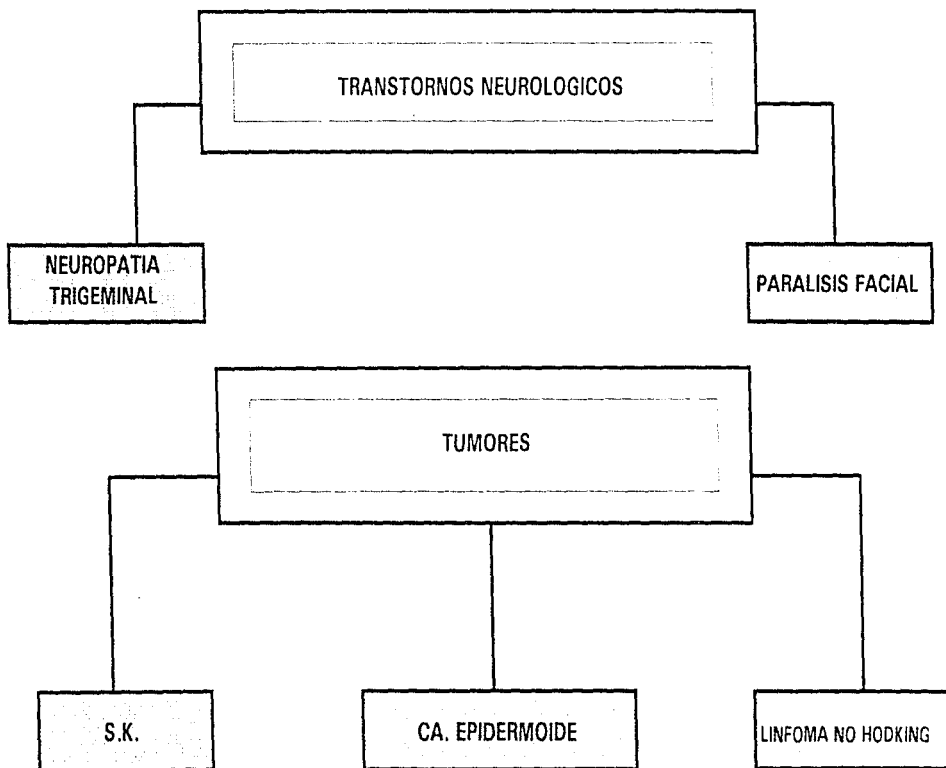 TRANSTORNOS NEUROLOGICOS
NEUROPATIA
TRIGEMINAL
PARALISIS FACIAL
TUMORES
S.K.
CA. EPIDERMOIDE
LINFOMA NO HODKING